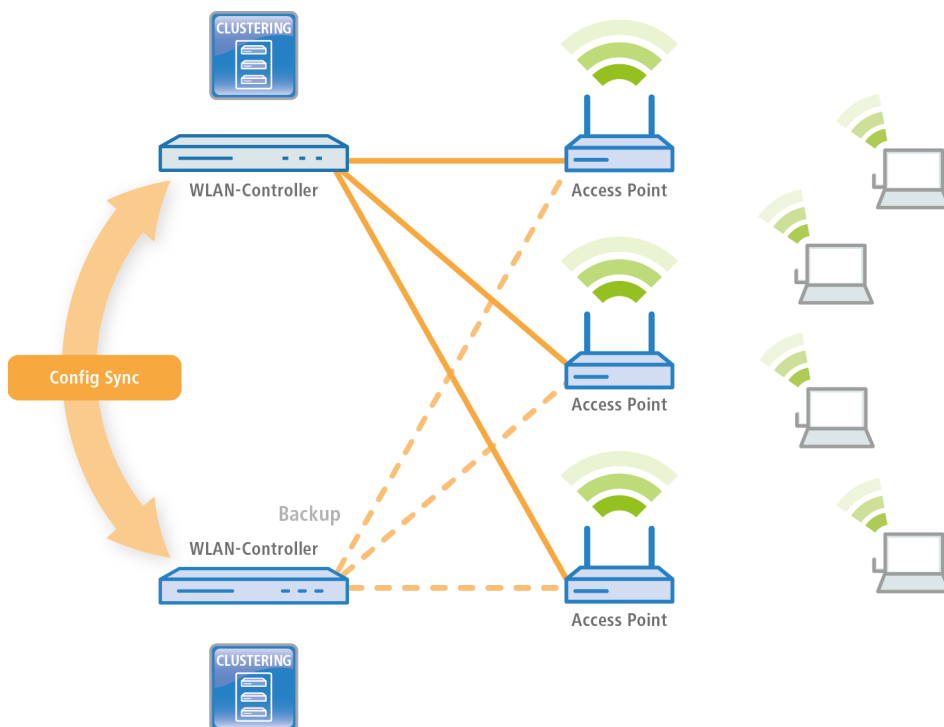 CLUSTERING
WLAN-Controller
Access Point
Access Point
Config Sync
Backup
WLAN-Controller
Access Point
CLUSTERING